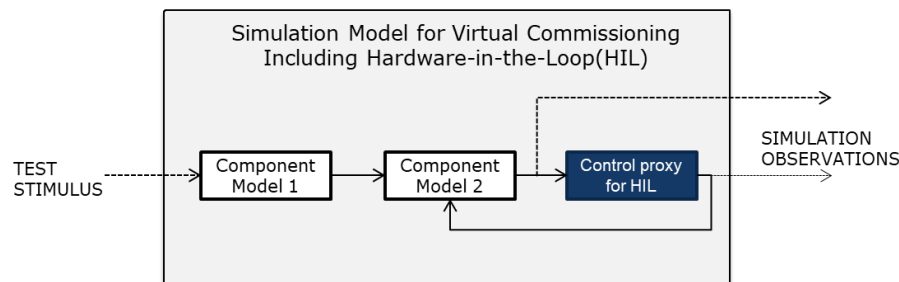 Simulation Model for Virtual Commissioning
Including Hardware-in-the-Loop(HIL)
TEST
STIMULUS
Component
Model 1
Component
Model 2
Control proxy
for HIL
SIMULATION
OBSERVATIONS